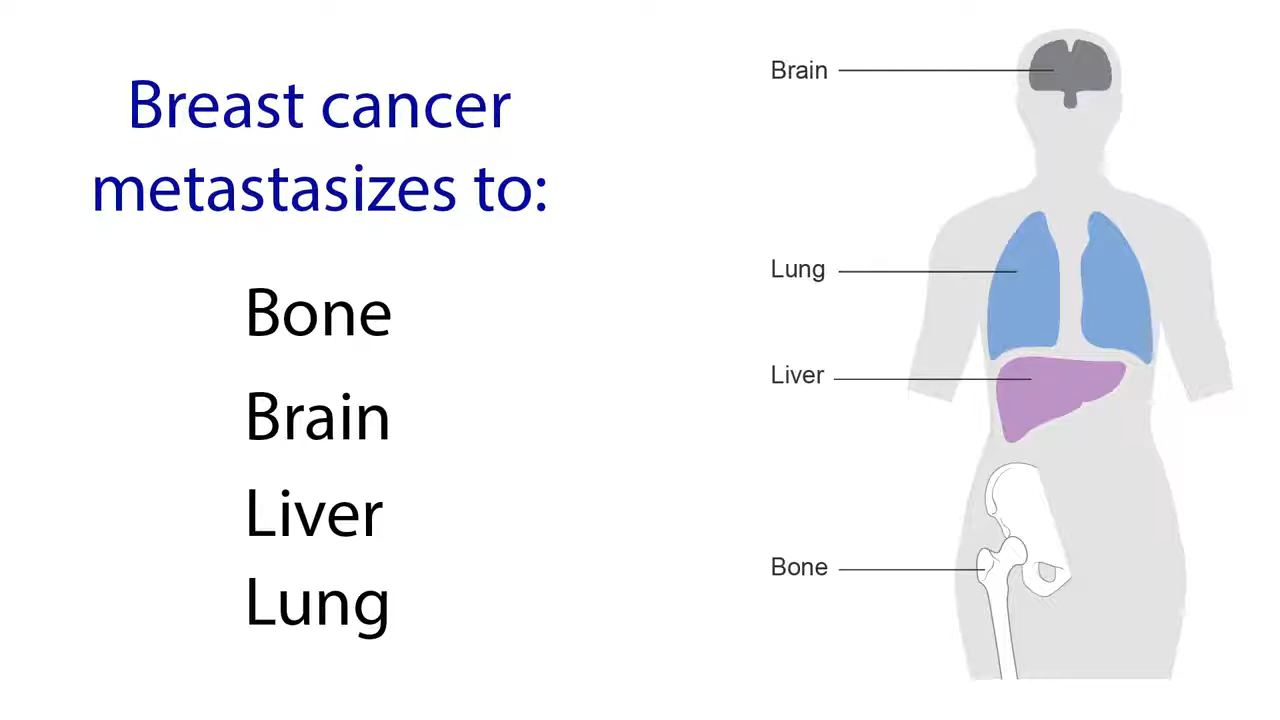 Breast cancer
metastasizes to:
Bone
Brain
Liver
Lung
Brain
Lung
Liver
Bone